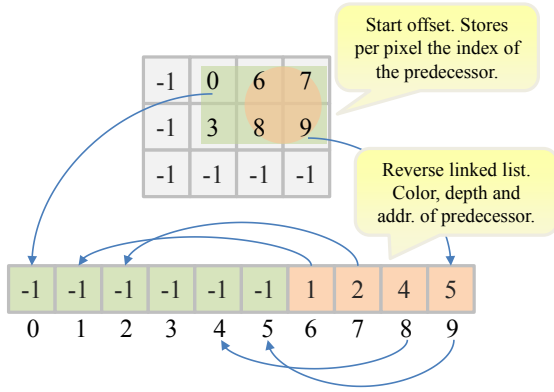 Start offset. Stores
per pixel the index of
the predecessor.
-1 0 6 7
-1 3 8 9
-1 -1 -1 -1
Reverse linked list.
Color, depth and
addr. of predecessor.
-1 -1 -1 -1 -1 -1 1 2 4 5
0 1 2 3 4 5 6 7 8 9